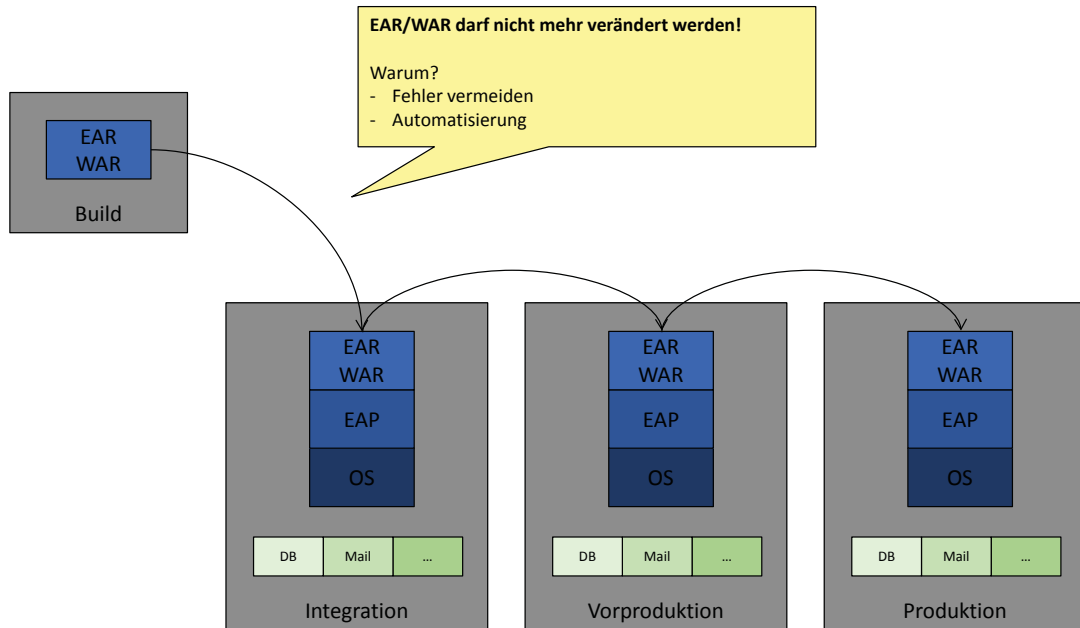 EAR/WAR darf nicht mehr verändert werden!
Warum?
- Fehler vermeiden
- Automatisierung
EAR
WAR
Build
EAR
WAR
EAP
OS
DB Mail ...
Integration
EAR
WAR
EAP
OS
DB Mail ...
Vorproduktion
EAR
WAR
EAP
OS
DB Mail ...
Produktion